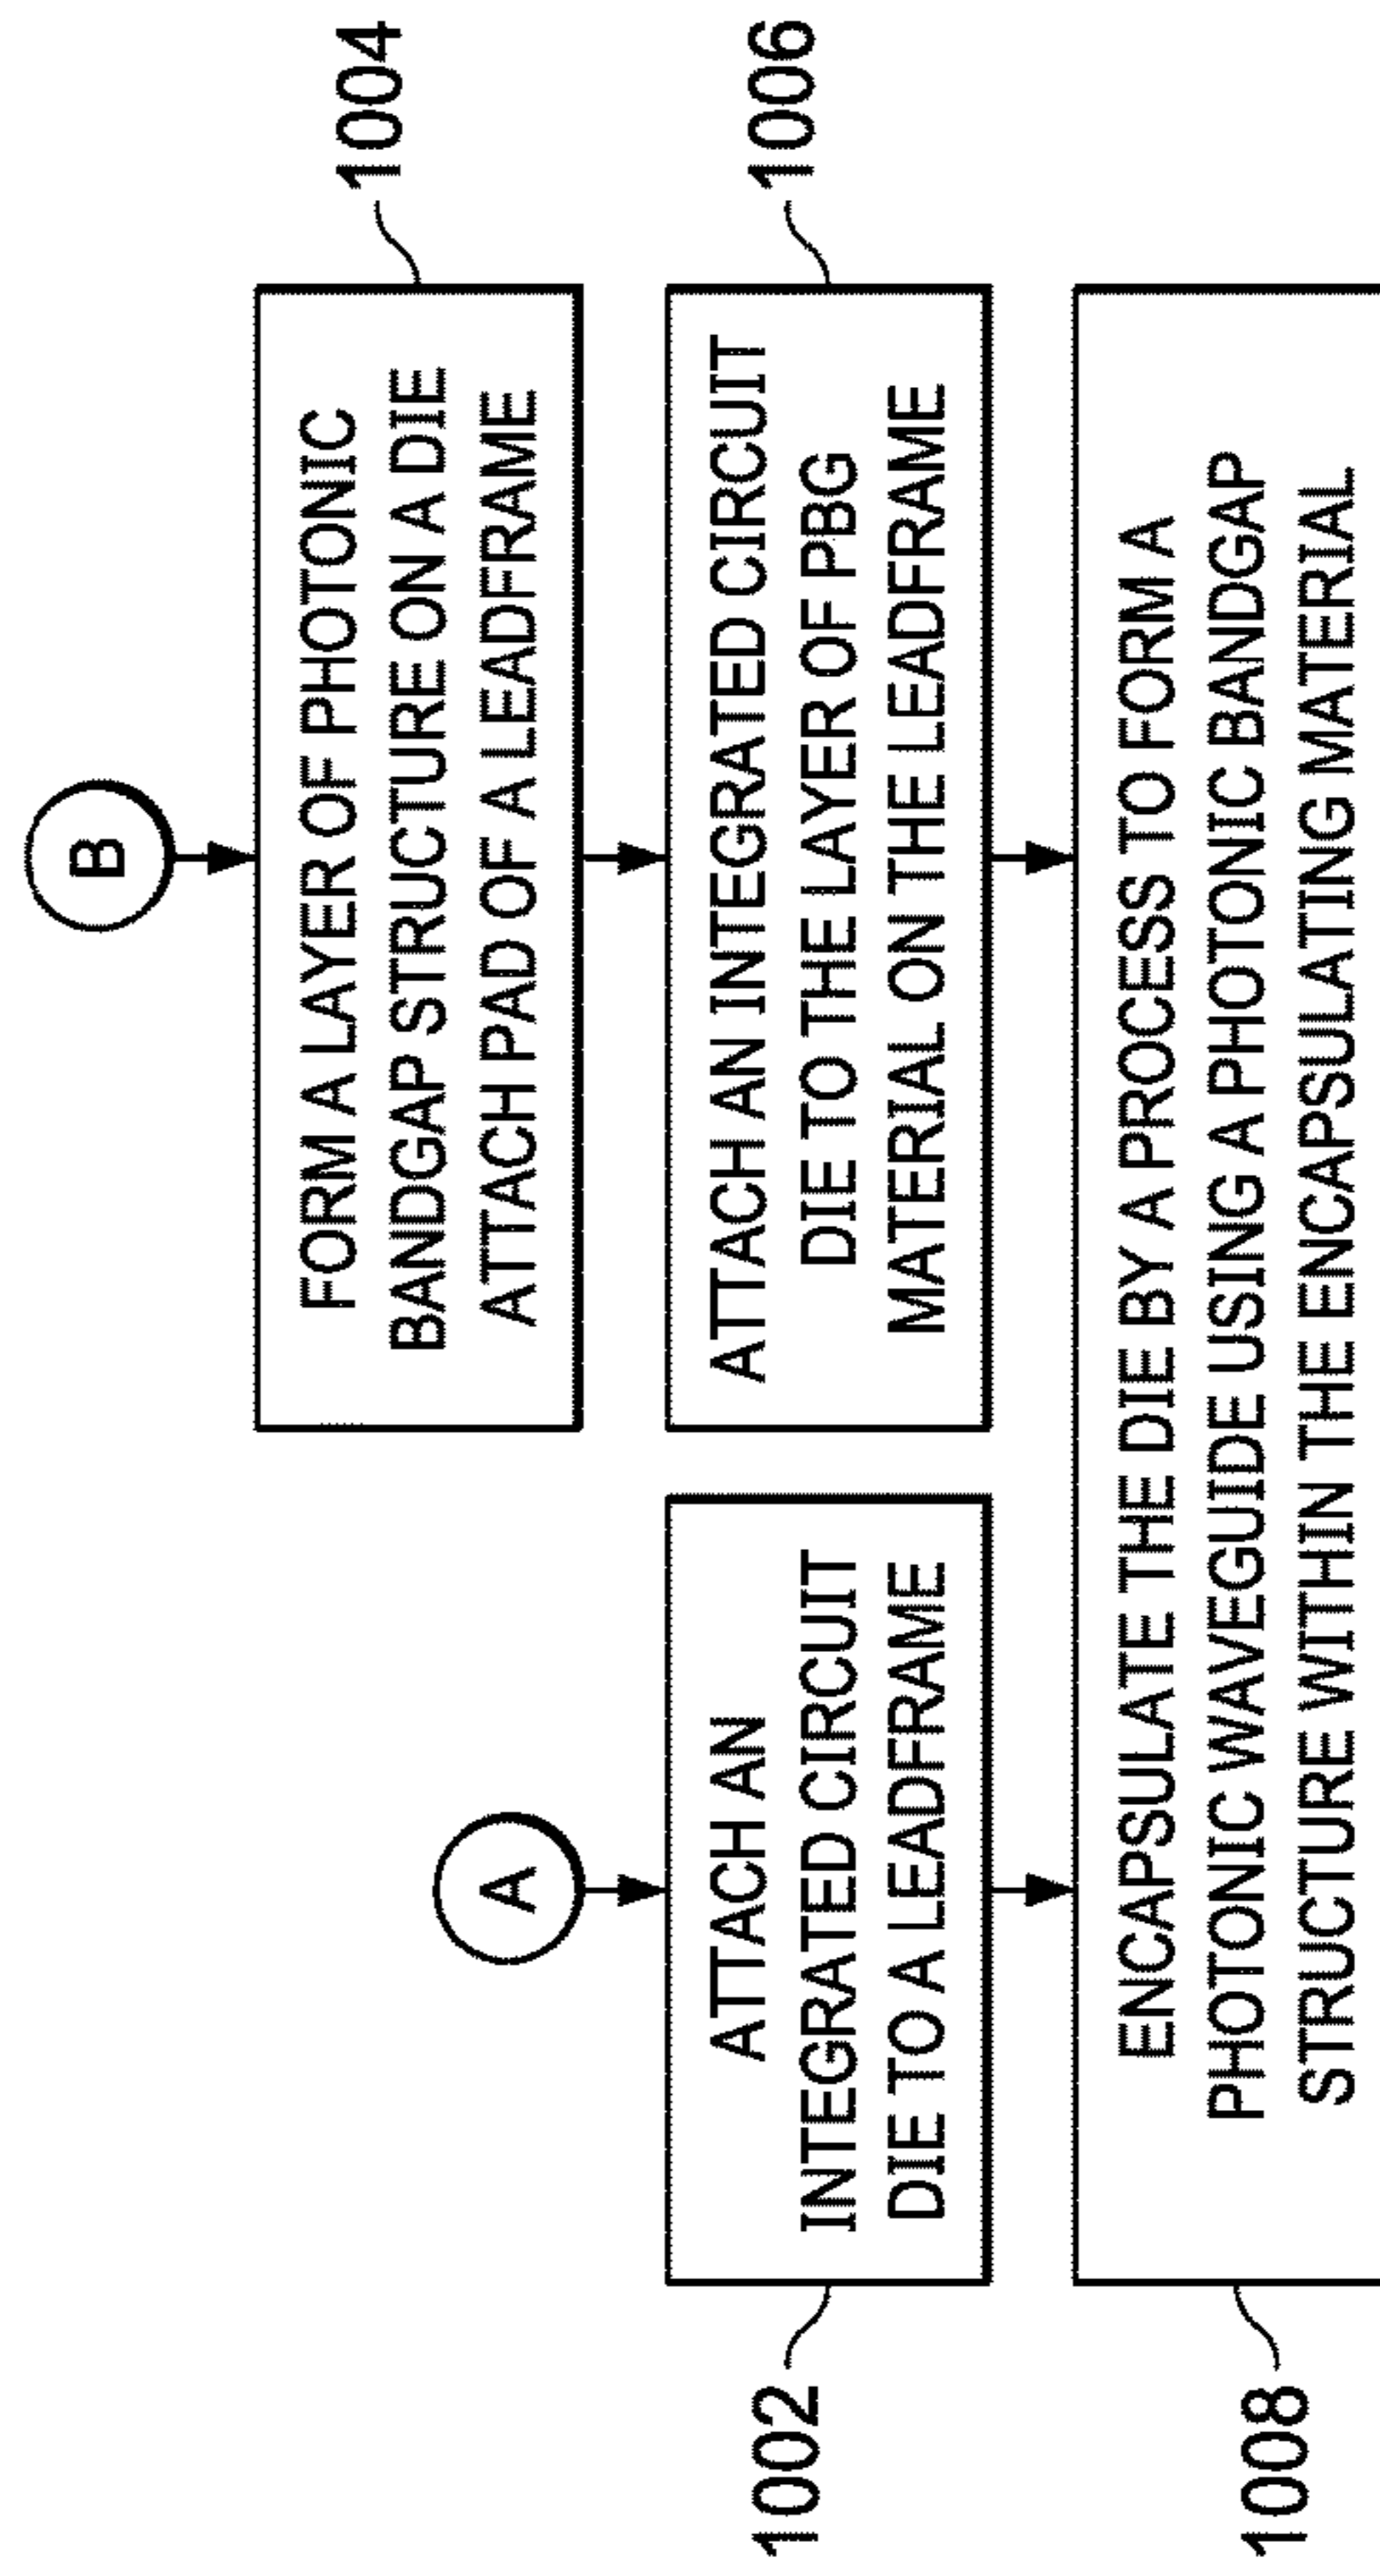 B
FORM A LAYER OF PHOTONIC
BANDGAP STRUCTURE ON A DIE
ATTACH PAD OF A LEADFRAME
1004
A
ATTACH AN
INTEGRATED CIRCUIT
DIE TO A LEADFRAME
1002
ATTACH AN INTEGRATED CIRCUIT
DIE TO THE LAYER OF PBG
MATERIAL ON THE LEADFRAME
1006
ENCAPSULATE THE DIE BY A PROCESS TO FORM A
PHOTONIC WAVEGUIDE USING A PHOTONIC BANDGAP
STRUCTURE WITHIN THE ENCAPSULATING MATERIAL
1008